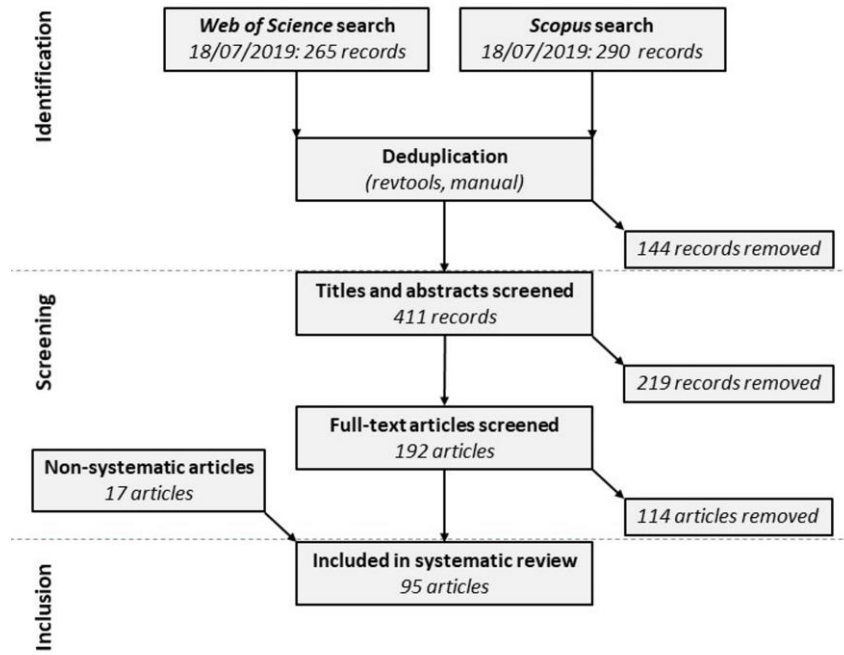 Identification
Web of Science search
18/07/2019: 265 records
Scopus search
18/07/2019: 290 records
Deduplication
(revtools, manual)
144 records removed
Screening
Titles and abstracts screened
411 records
219 records removed
Full-text articles screened
192 articles
Non-systematic articles
17 articles
114 articles removed
Inclusion
Included in systematic review
95 articles